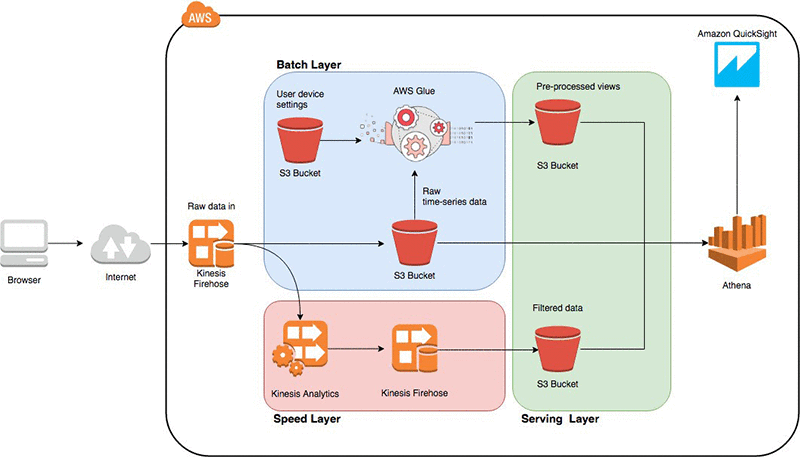 AWS
Amazon QuickSight
Batch Layer
User device
settings
AWS Glue
Pre-processed views
S3 Bucket
S3 Bucket
Raw
time-series data
Raw data in
Browser
Internet
Kinesis
Firehose
S3 Bucket
Athena
Filtered data
Kinesis Analytics
Kinesis Firehose
S3 Bucket
Speed Layer
Serving Layer